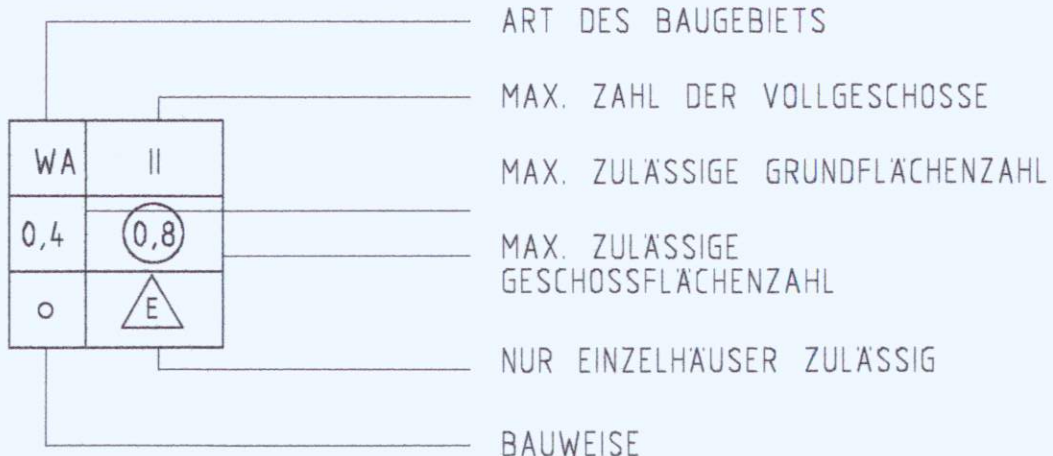 ART DES BAUGEBIETS
MAX. ZAHL DER VOLLGESCHOSSE
WA II
MAX. ZULÄSSIGE GRUNDFLÄCHENZAHL
0,4 0,8
MAX. ZULÄSSIGE
GESCHOSSFLÄCHENZAHL
o E
NUR EINZELHÄUSER ZULÄSSIG
BAUWEISE